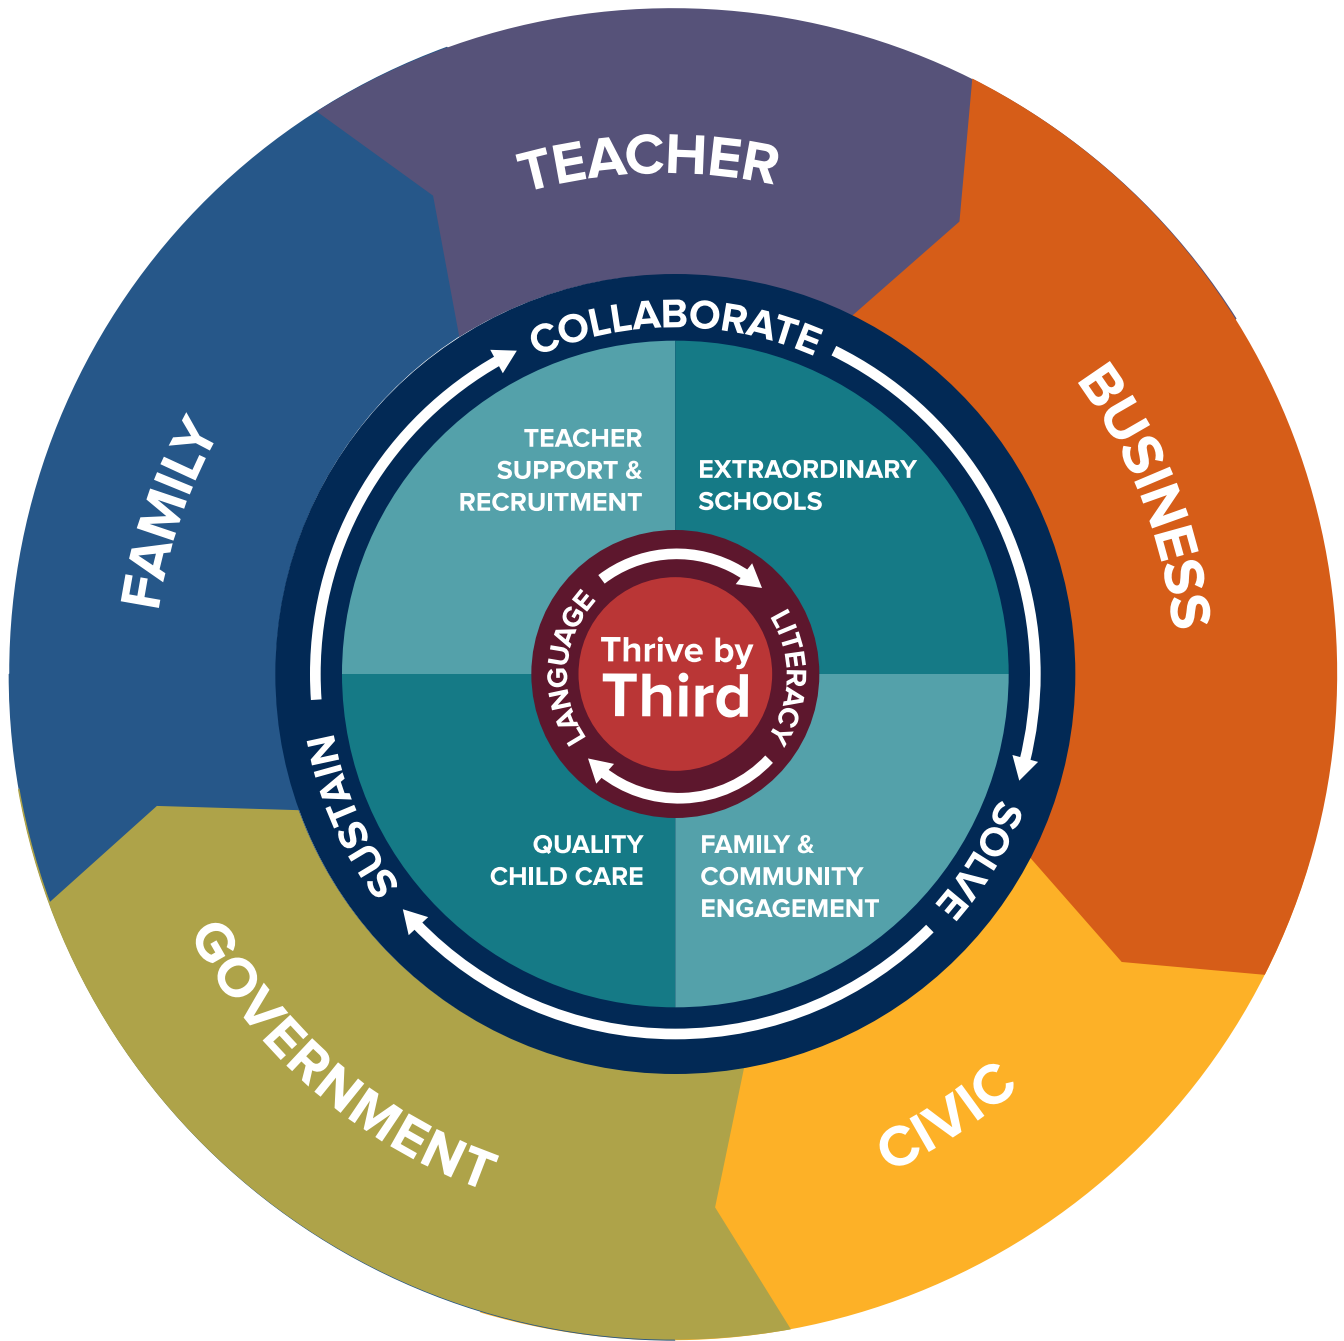 TEACHER
BUSINESS
CIVIC
GOVERNMENT
FAMILY
COLLABORATE
SOLVE
SUSTAIN
TEACHER
SUPPORT &
RECRUITMENT
EXTRAORDINARY
SCHOOLS
QUALITY
CHILD CARE
FAMILY &
COMMUNITY
ENGAGEMENT
LANGUAGE
LITERACY
Thrive by
Third